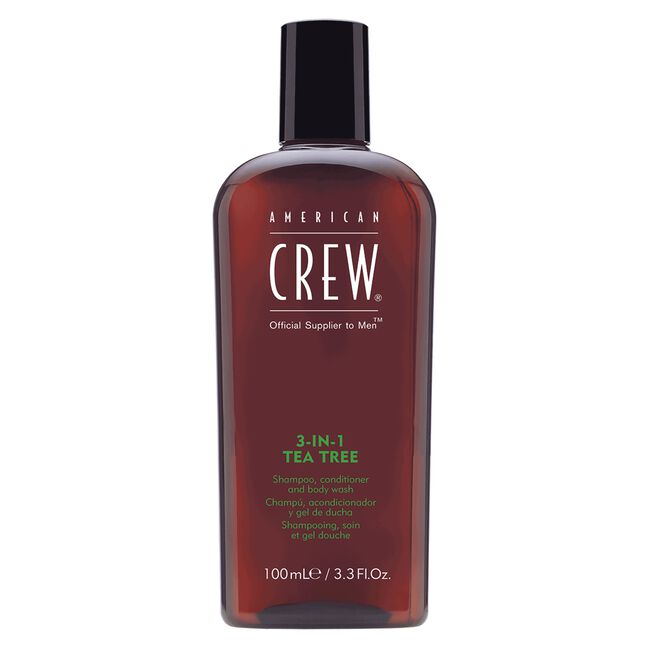 AMERICAN
CREW®
Official Supplier to Men™
3-IN-1
TEA TREE
Shampoo, conditioner
and body wash
Champú, acondicionador
y gel de ducha
Shampooing, soin
et gel douche
100mL℮ / 3.3 Fl.Oz.